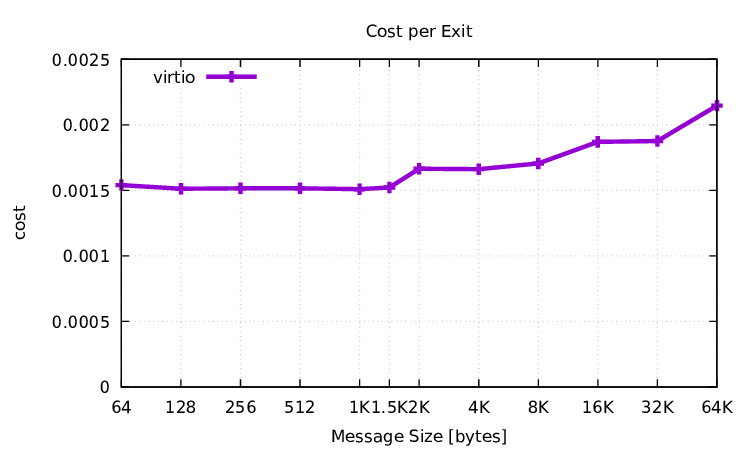 Cost per Exit
virtio
0.0025
0.002
0.0015
0.001
0.0005
0
cost
64 128 256 512 1K 1.5K 2K 4K 8K 16K 32K 64K
Message Size [bytes]